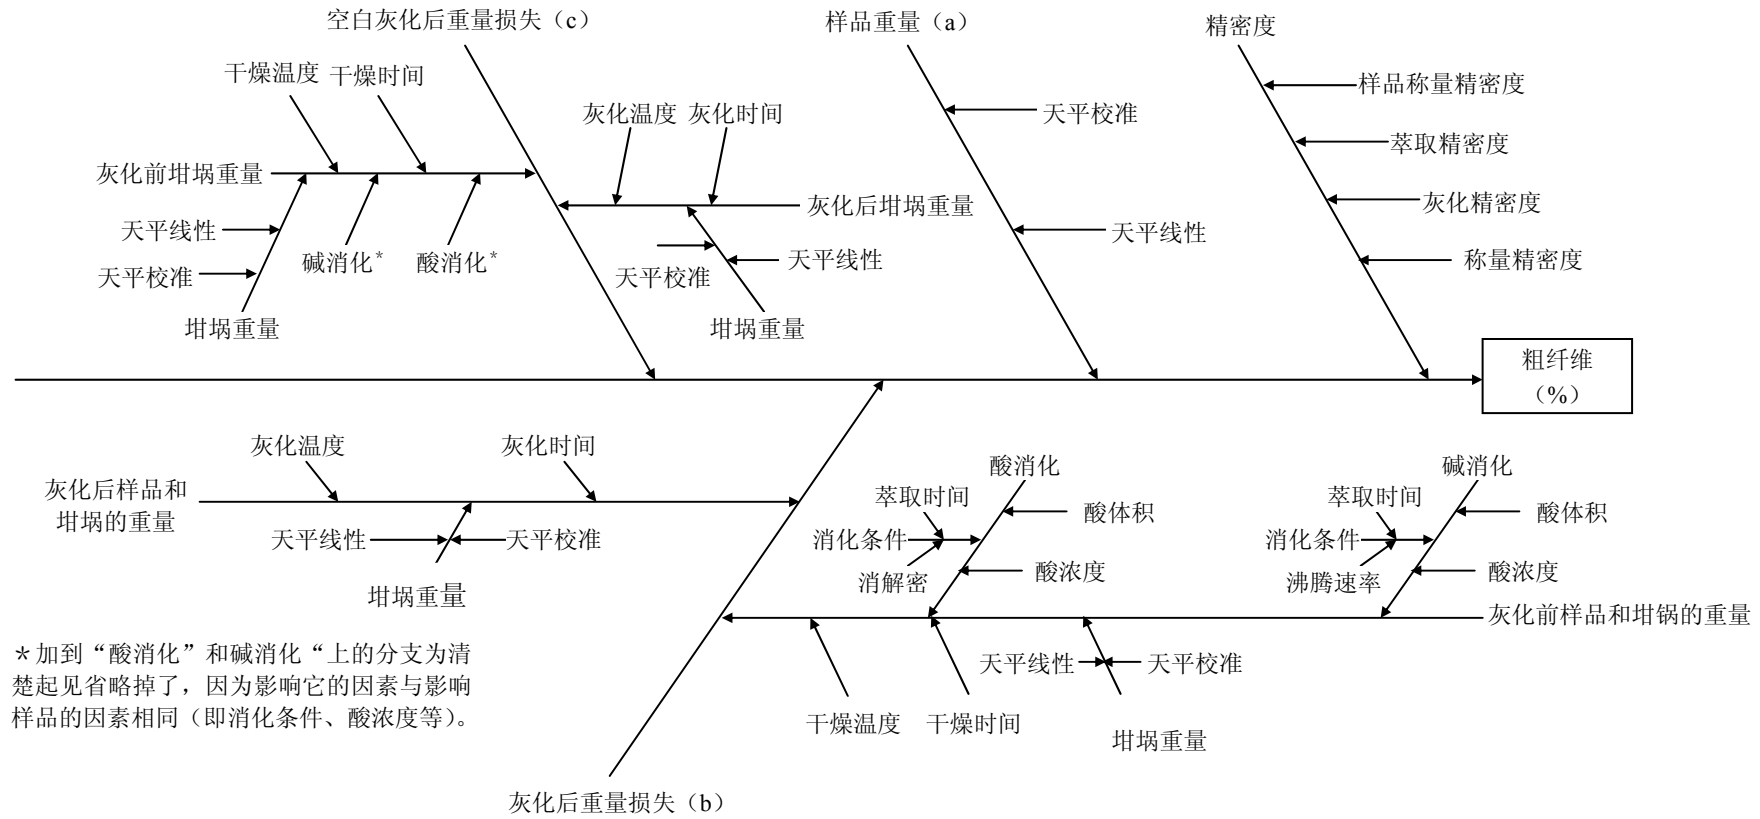 空白灰化后重量损失（c）
样品重量（a）
精密度
干燥温度
干燥时间
样品称量精密度
灰化温度
灰化时间
天平校准
萃取精密度
灰化前坩埚重量
灰化后坩埚重量
灰化精密度
天平线性
天平线性
碱消化*
酸消化*
天平校准
天平校准
天平线性
称量精密度
坩埚重量
坩埚重量
粗纤维
（%）
灰化温度
灰化时间
酸消化
碱消化
灰化后样品和
坩埚的重量
萃取时间
酸体积
萃取时间
酸体积
天平线性
天平校准
消化条件
消化条件
消解密
酸浓度
沸腾速率
酸浓度
坩埚重量
灰化前样品和坩锅的重量
＊加到“酸消化”和碱消化“上的分支为清
楚起见省略掉了，因为影响它的因素与影响
样品的因素相同（即消化条件、酸浓度等）。
天平线性
天平校准
干燥温度
干燥时间
坩埚重量
灰化后重量损失（b）